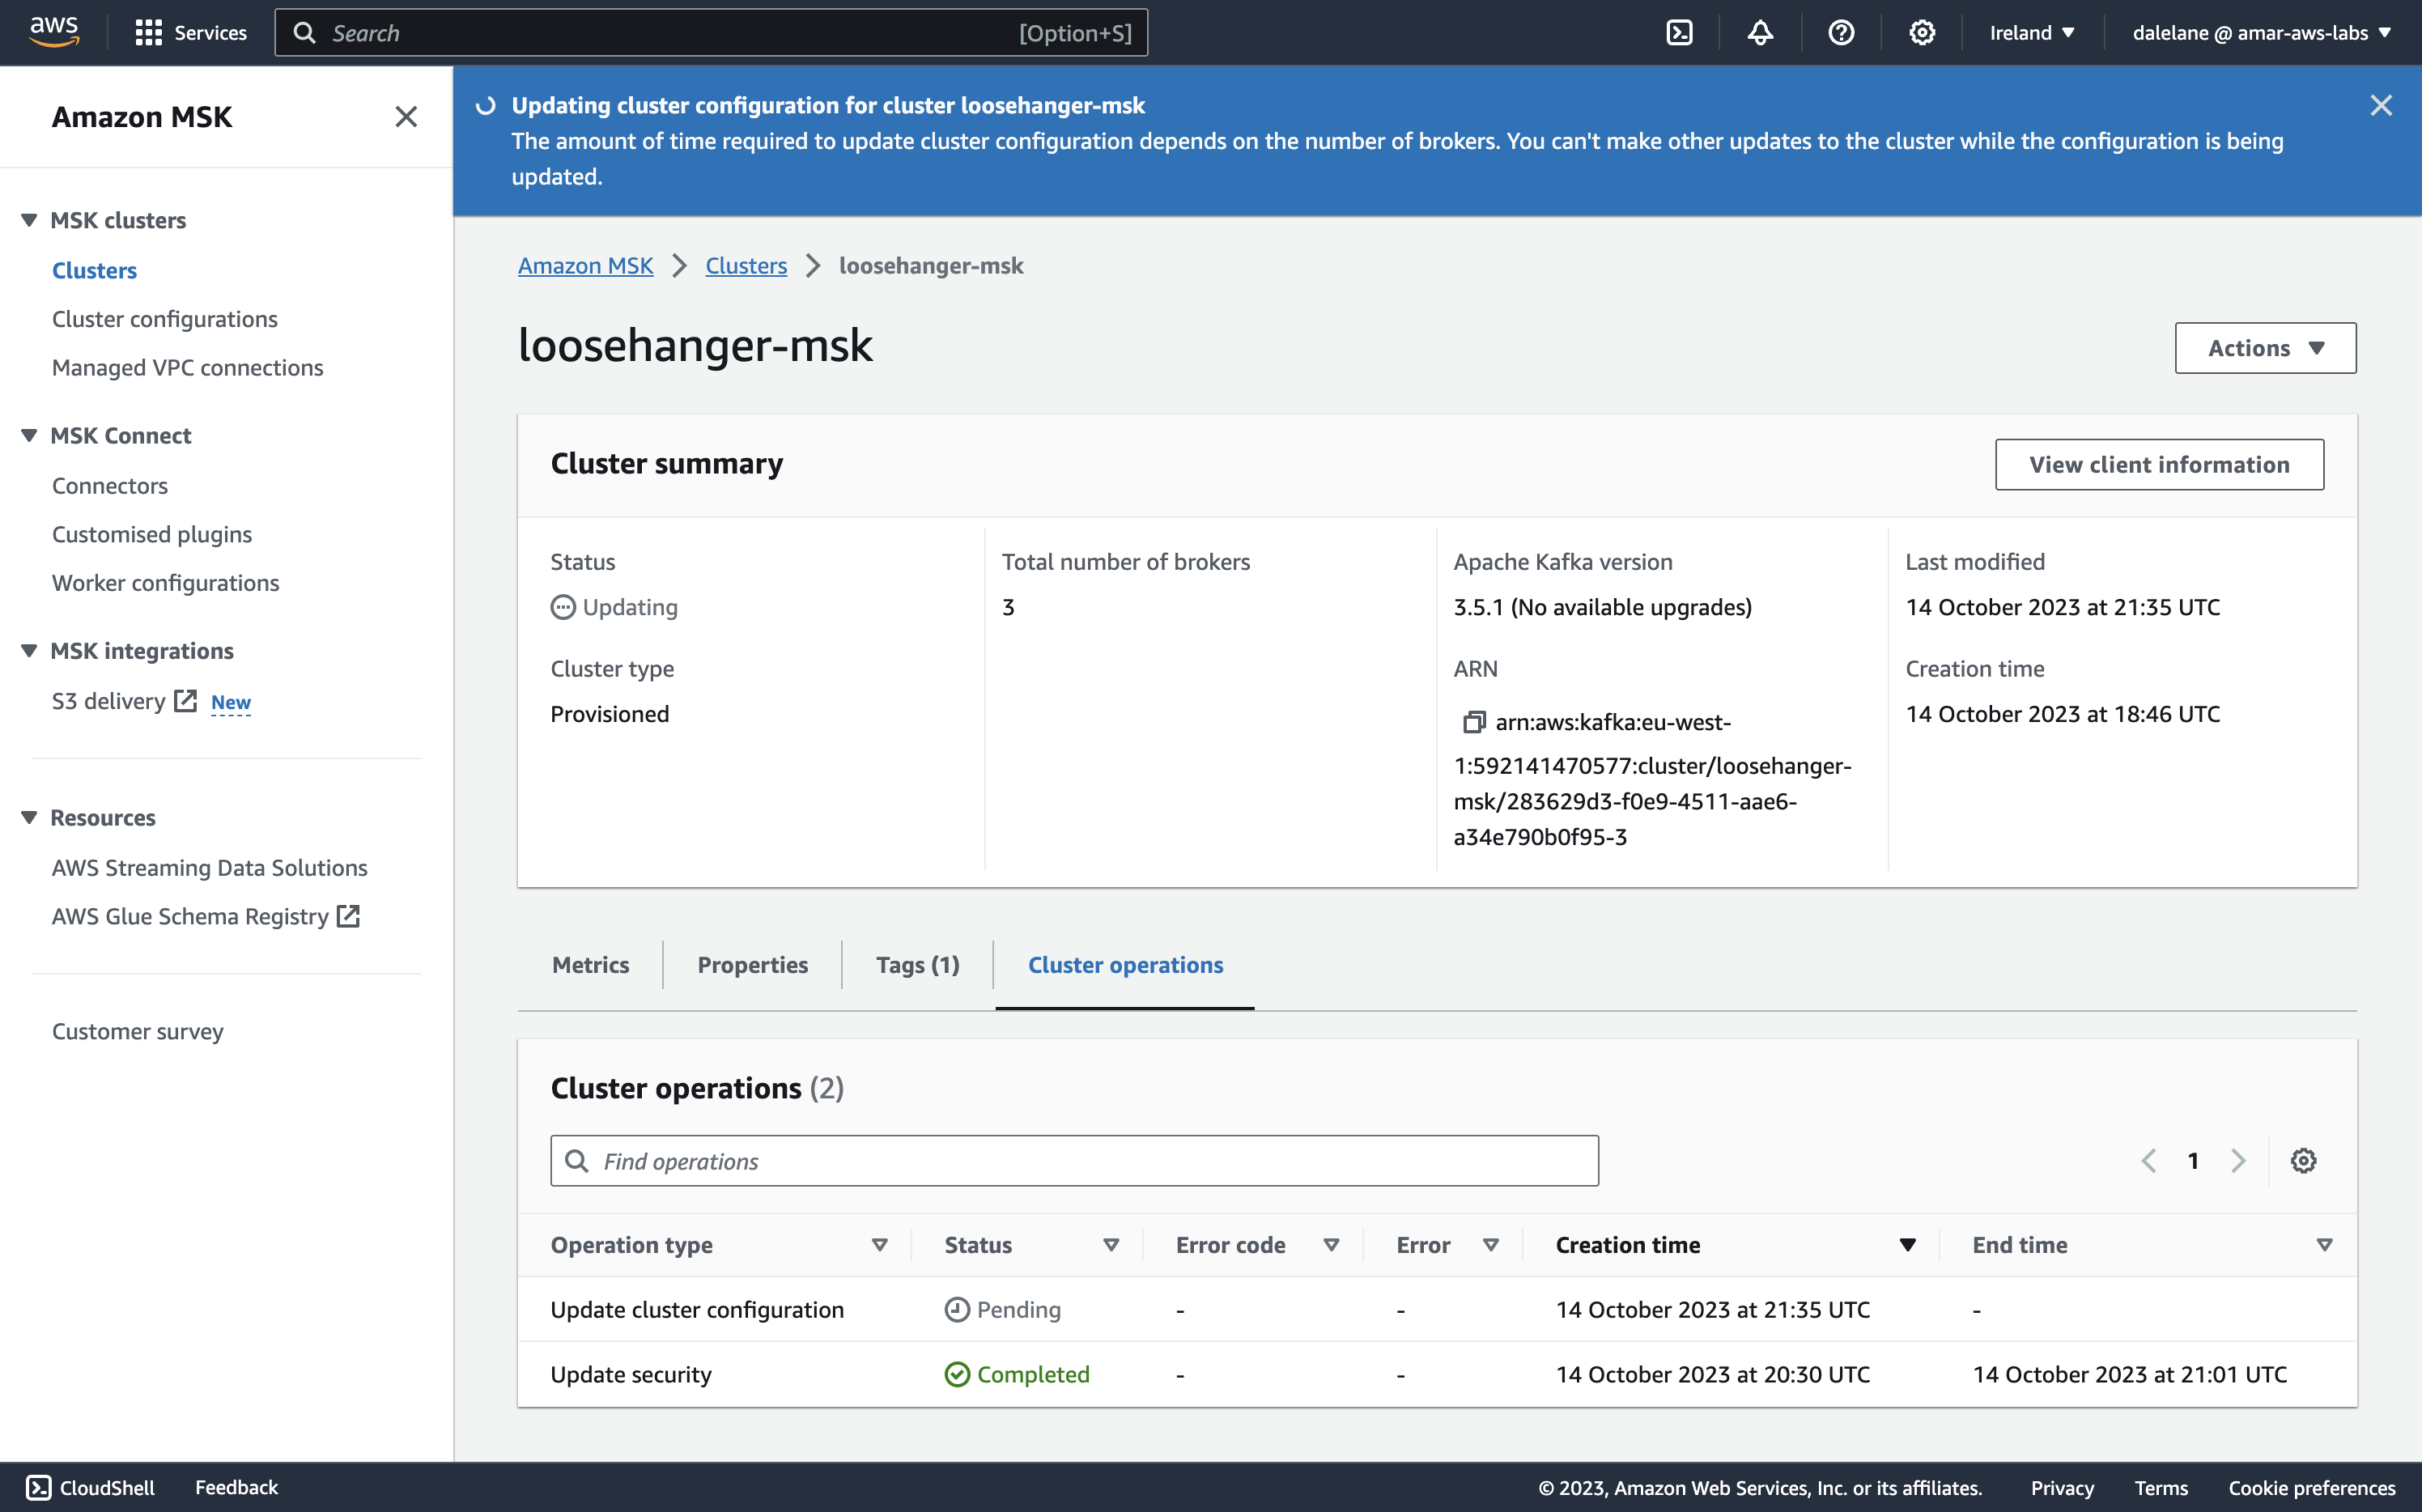 aws
Services
Search [Option+S]
Ireland
dalelane @ amar-aws-labs
Amazon MSK
MSK clusters
Clusters
Cluster configurations
Managed VPC connections
MSK Connect
Connectors
Customised plugins
Worker configurations
MSK integrations
S3 delivery New
Resources
AWS Streaming Data Solutions
AWS Glue Schema Registry
Customer survey
Updating cluster configuration for cluster loosehanger-msk
The amount of time required to update cluster configuration depends on the number of brokers. You can't make other updates to the cluster while the configuration is being
updated.
Amazon MSK Clusters loosehanger-msk
loosehanger-msk
Actions
Cluster summary
View client information
Status
Updating
Cluster type
Provisioned
Total number of brokers
3
Apache Kafka version
3.5.1 (No available upgrades)
ARN
arn:aws:kafka:eu-west-
1:592141470577:cluster/loosehanger-
msk/283629d3-f0e9-4511-aae6-
a34e790b0f95-3
Last modified
14 October 2023 at 21:35 UTC
Creation time
14 October 2023 at 18:46 UTC
Metrics Properties Tags (1) Cluster operations
Cluster operations (2)
Find operations
1
Operation type Status Error code Error Creation time End time
Update cluster configuration Pending - - 14 October 2023 at 21:35 UTC -
Update security Completed - - 14 October 2023 at 20:30 UTC 14 October 2023 at 21:01 UTC
CloudShell Feedback © 2023, Amazon Web Services, Inc. or its affiliates. Privacy Terms Cookie preferences